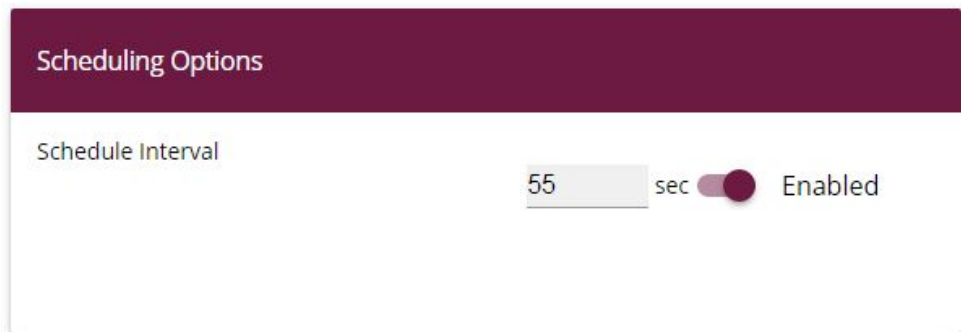 Scheduling Options
Schedule Interval
55 sec Enabled